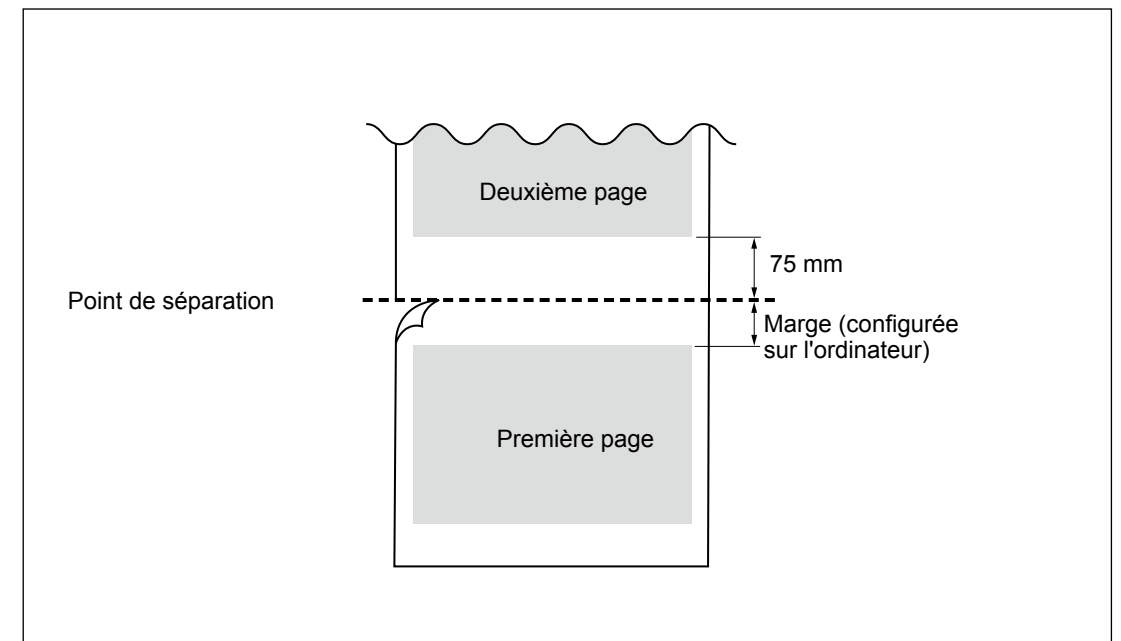 Deuxième page
75 mm
Point de séparation
Marge (configurée
sur l'ordinateur)
Première page